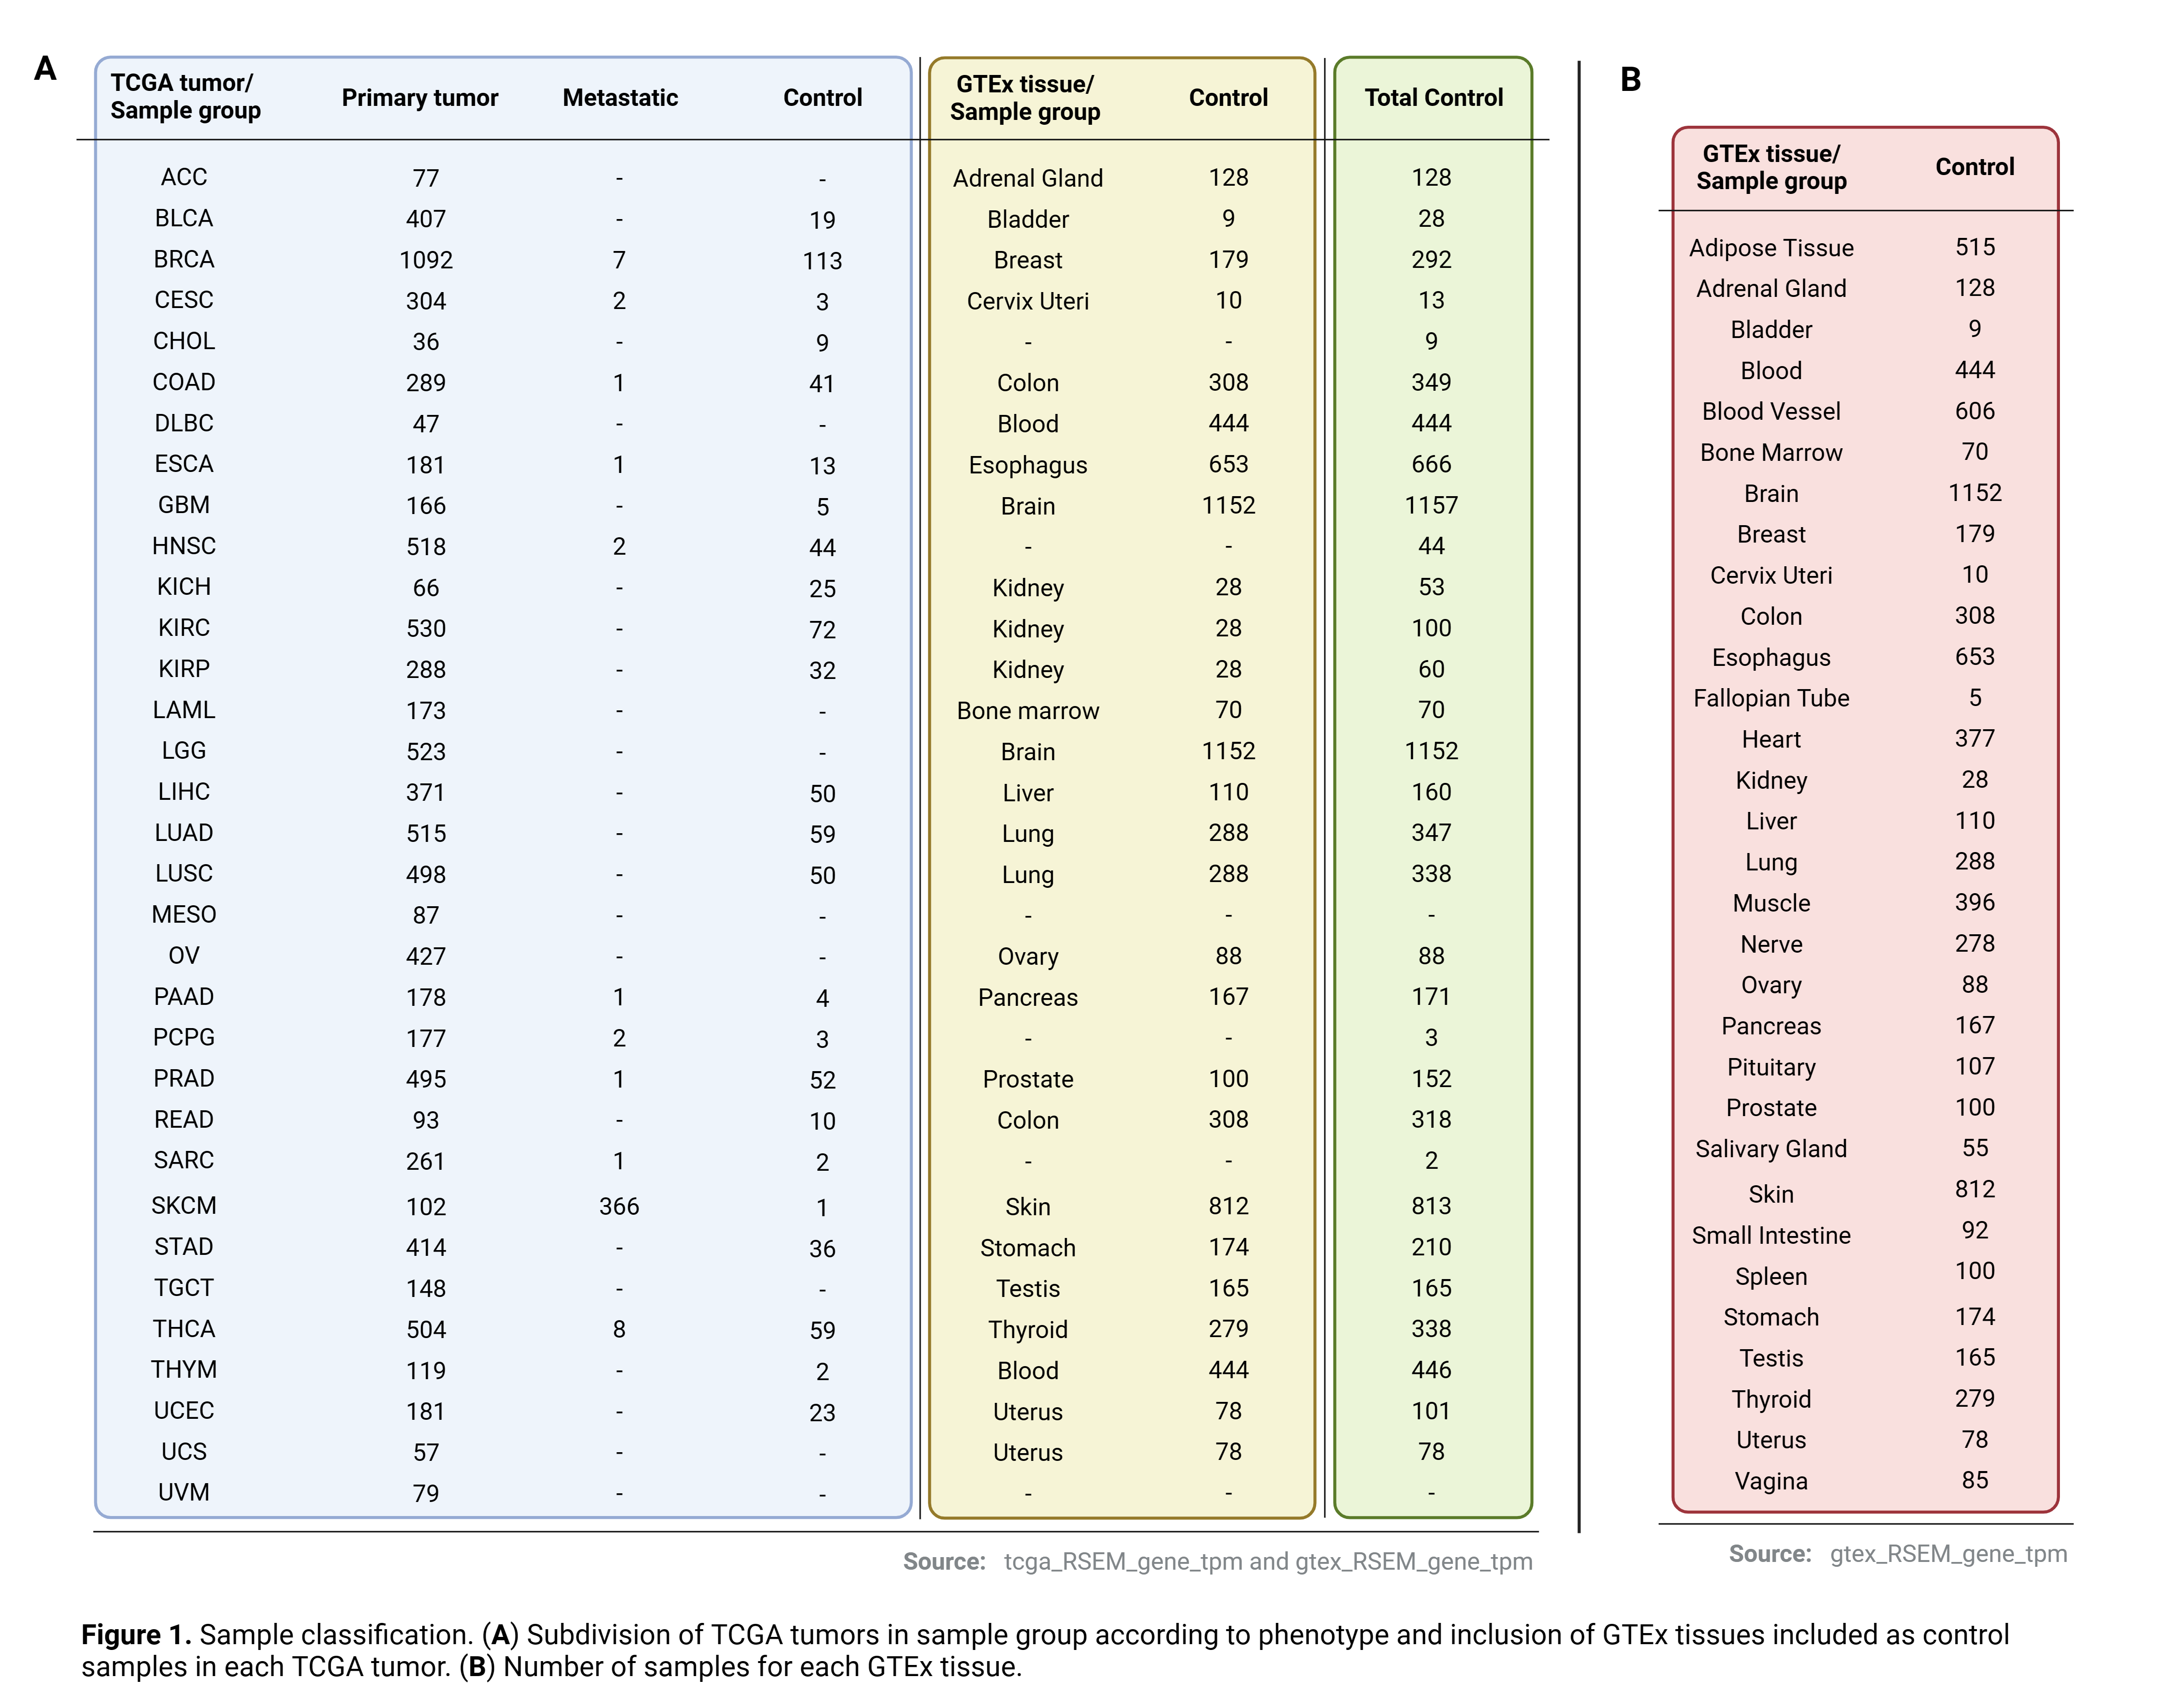 A
TCGA tumor/ Sample group Primary tumor Metastatic Control GTEx tissue/ Sample group Control Total Control
ACC 77 - - Adrenal Gland 128 128
BLCA 407 - 19 Bladder 9 28
BRCA 1092 7 113 Breast 179 292
CESC 304 2 3 Cervix Uteri 10 13
CHOL 36 - 9 - - 9
COAD 289 1 41 Colon 308 349
DLBC 47 - - Blood 444 444
ESCA 181 1 13 Esophagus 653 666
GBM 166 - 5 Brain 1152 1157
HNSC 518 2 44 - - 44
KICH 66 - 25 Kidney 28 53
KIRC 530 - 72 Kidney 28 100
KIRP 288 - 32 Kidney 28 60
LAML 173 - - Bone marrow 70 70
LGG 523 - - Brain 1152 1152
LIHC 371 - 50 Liver 110 160
LUAD 515 - 59 Lung 288 347
LUSC 498 - 50 Lung 288 338
MESO 87 - - - - -
OV 427 - - Ovary 88 88
PAAD 178 1 4 Pancreas 167 171
PCPG 177 2 3 - - 3
PRAD 495 1 52 Prostate 100 152
READ 93 - 10 Colon 308 318
SARC 261 1 2 - - 2
SKCM 102 366 1 Skin 812 813
STAD 414 - 36 Stomach 174 210
TGCT 148 - - Testis 165 165
THCA 504 8 59 Thyroid 279 338
THYM 119 - 2 Blood 444 446
UCEC 181 - 23 Uterus 78 101
UCS 57 - - Uterus 78 78
UVM 79 - - - - -
Source: tcga_RSEM_gene_tpm and gtex_RSEM_gene_tpm
B
GTEx tissue/ Sample group Control
Adipose Tissue 515
Adrenal Gland 128
Bladder 9
Blood 444
Blood Vessel 606
Bone Marrow 70
Brain 1152
Breast 179
Cervix Uteri 10
Colon 308
Esophagus 653
Fallopian Tube 5
Heart 377
Kidney 28
Liver 110
Lung 288
Muscle 396
Nerve 278
Ovary 88
Pancreas 167
Pituitary 107
Prostate 100
Salivary Gland 55
Skin 812
Small Intestine 92
Spleen 100
Stomach 174
Testis 165
Thyroid 279
Uterus 78
Vagina 85
Source: gtex_RSEM_gene_tpm
Figure 1. Sample classification. (A) Subdivision of TCGA tumors in sample group according to phenotype and inclusion of GTEx tissues included as control
samples in each TCGA tumor. (B) Number of samples for each GTEx tissue.